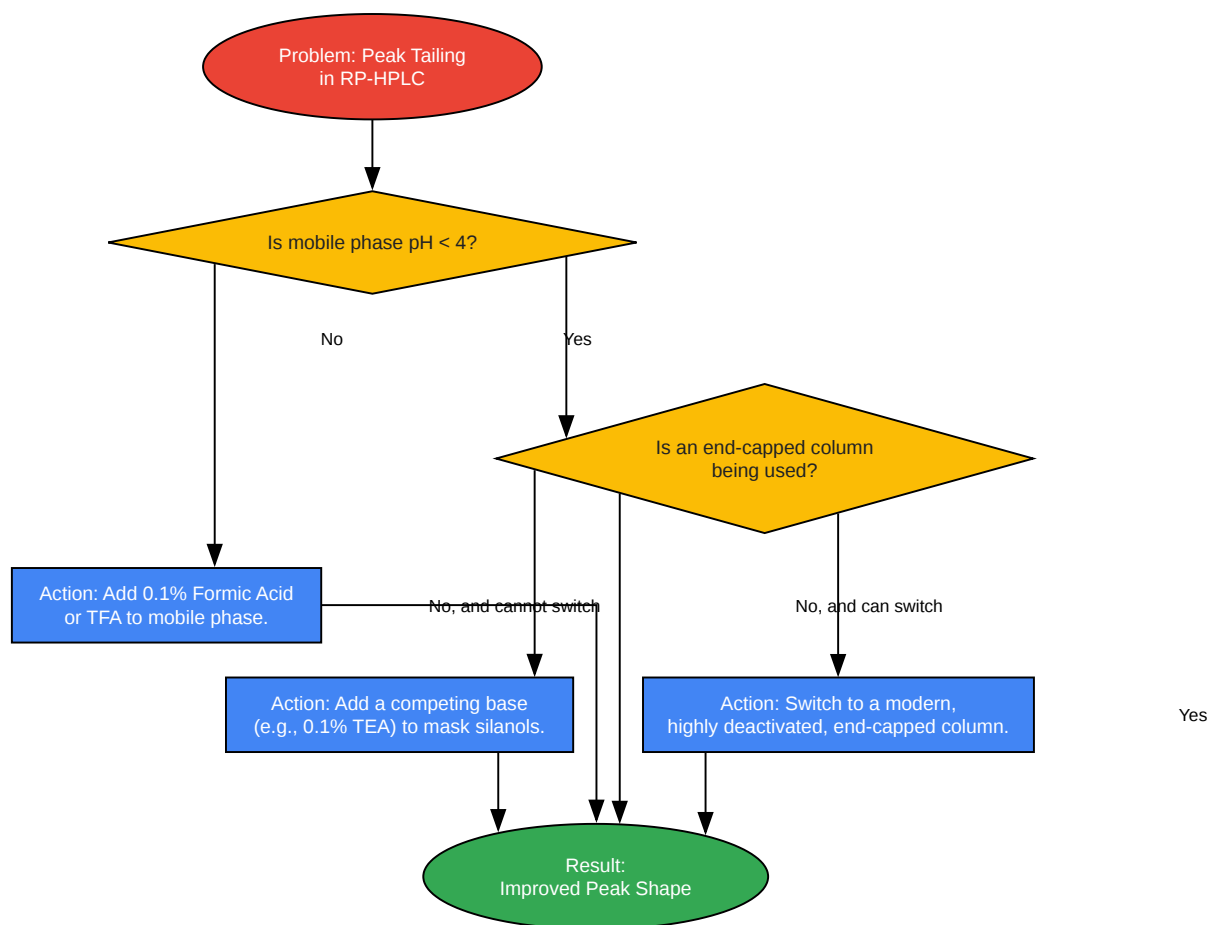 Problem: Peak Tailing
in RP-HPLC
Is mobile phase pH < 4?
No
Yes
Is an end-capped column
being used?
Action: Add 0.1% Formic Acid
or TFA to mobile phase.
No, and cannot switch
No, and can switch
Action: Add a competing base
(e.g., 0.1% TEA) to mask silanols.
Action: Switch to a modern,
highly deactivated, end-capped column.
Yes
Result:
Improved Peak Shape